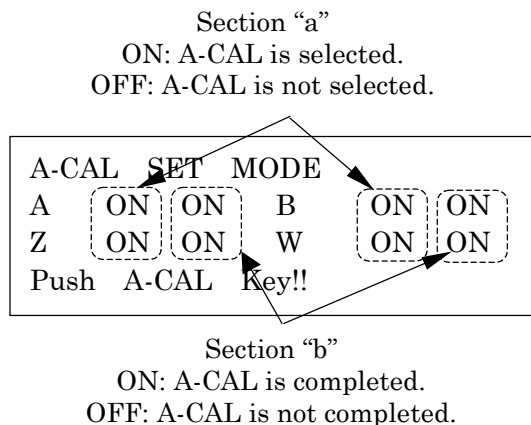 Section “a”
ON: A-CAL is selected.
OFF: A-CAL is not selected.
A-CAL SET MODE
A ON ON B ON ON
Z ON ON W ON ON
Push A-CAL Key!!
Section “b”
ON: A-CAL is completed.
OFF: A-CAL is not completed.